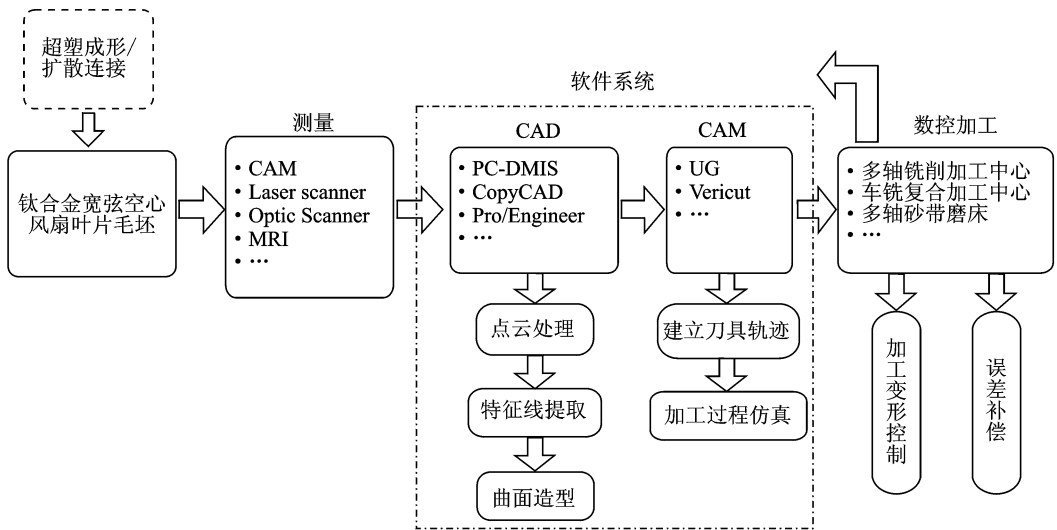 超塑成形/
扩散连接
钛合金宽弦空心
风扇叶片毛坯
测量
• CAM
• Laser scanner
• Optic Scanner
• MRI
• …
软件系统
CAD
• PC-DMIS
• CopyCAD
• Pro/Engineer
• …
点云处理
特征线提取
曲面造型
CAM
• UG
• Vericut
• …
建立刀具轨迹
加工过程仿真
数控加工
• 多轴铣削加工中心
• 车铣复合加工中心
• 多轴砂带磨床
• …
加工变形控制
误差补偿